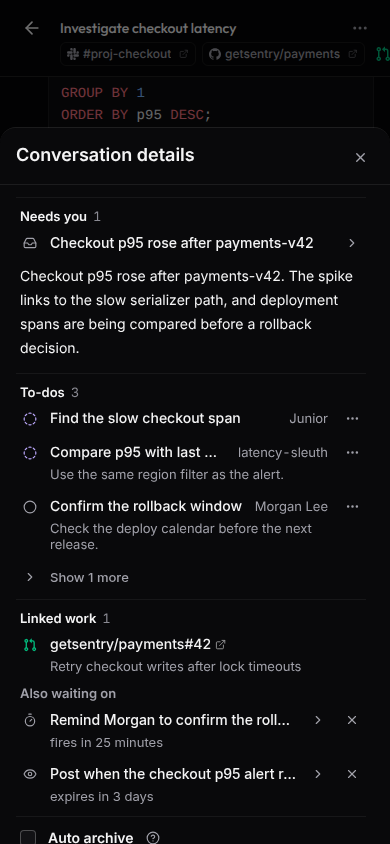 Investigate checkout latency
#proj-checkout
getsentry/payments
GROUP BY 1
ORDER BY p95 DESC;
Conversation details
Needs you 1
Checkout p95 rose after payments-v42
Checkout p95 rose after payments-v42. The spike
links to the slow serializer path, and deployment
spans are being compared before a rollback
decision.
To-dos 3
Find the slow checkout span Junior
Compare p95 with last ... latency-sleuth
Use the same region filter as the alert.
Confirm the rollback window Morgan Lee
Check the deploy calendar before the next
release.
Show 1 more
Linked work 1
getsentry/payments#42
Retry checkout writes after lock timeouts
Also waiting on
Remind Morgan to confirm the roll...
fires in 25 minutes
Post when the checkout p95 alert r...
expires in 3 days
Auto archive